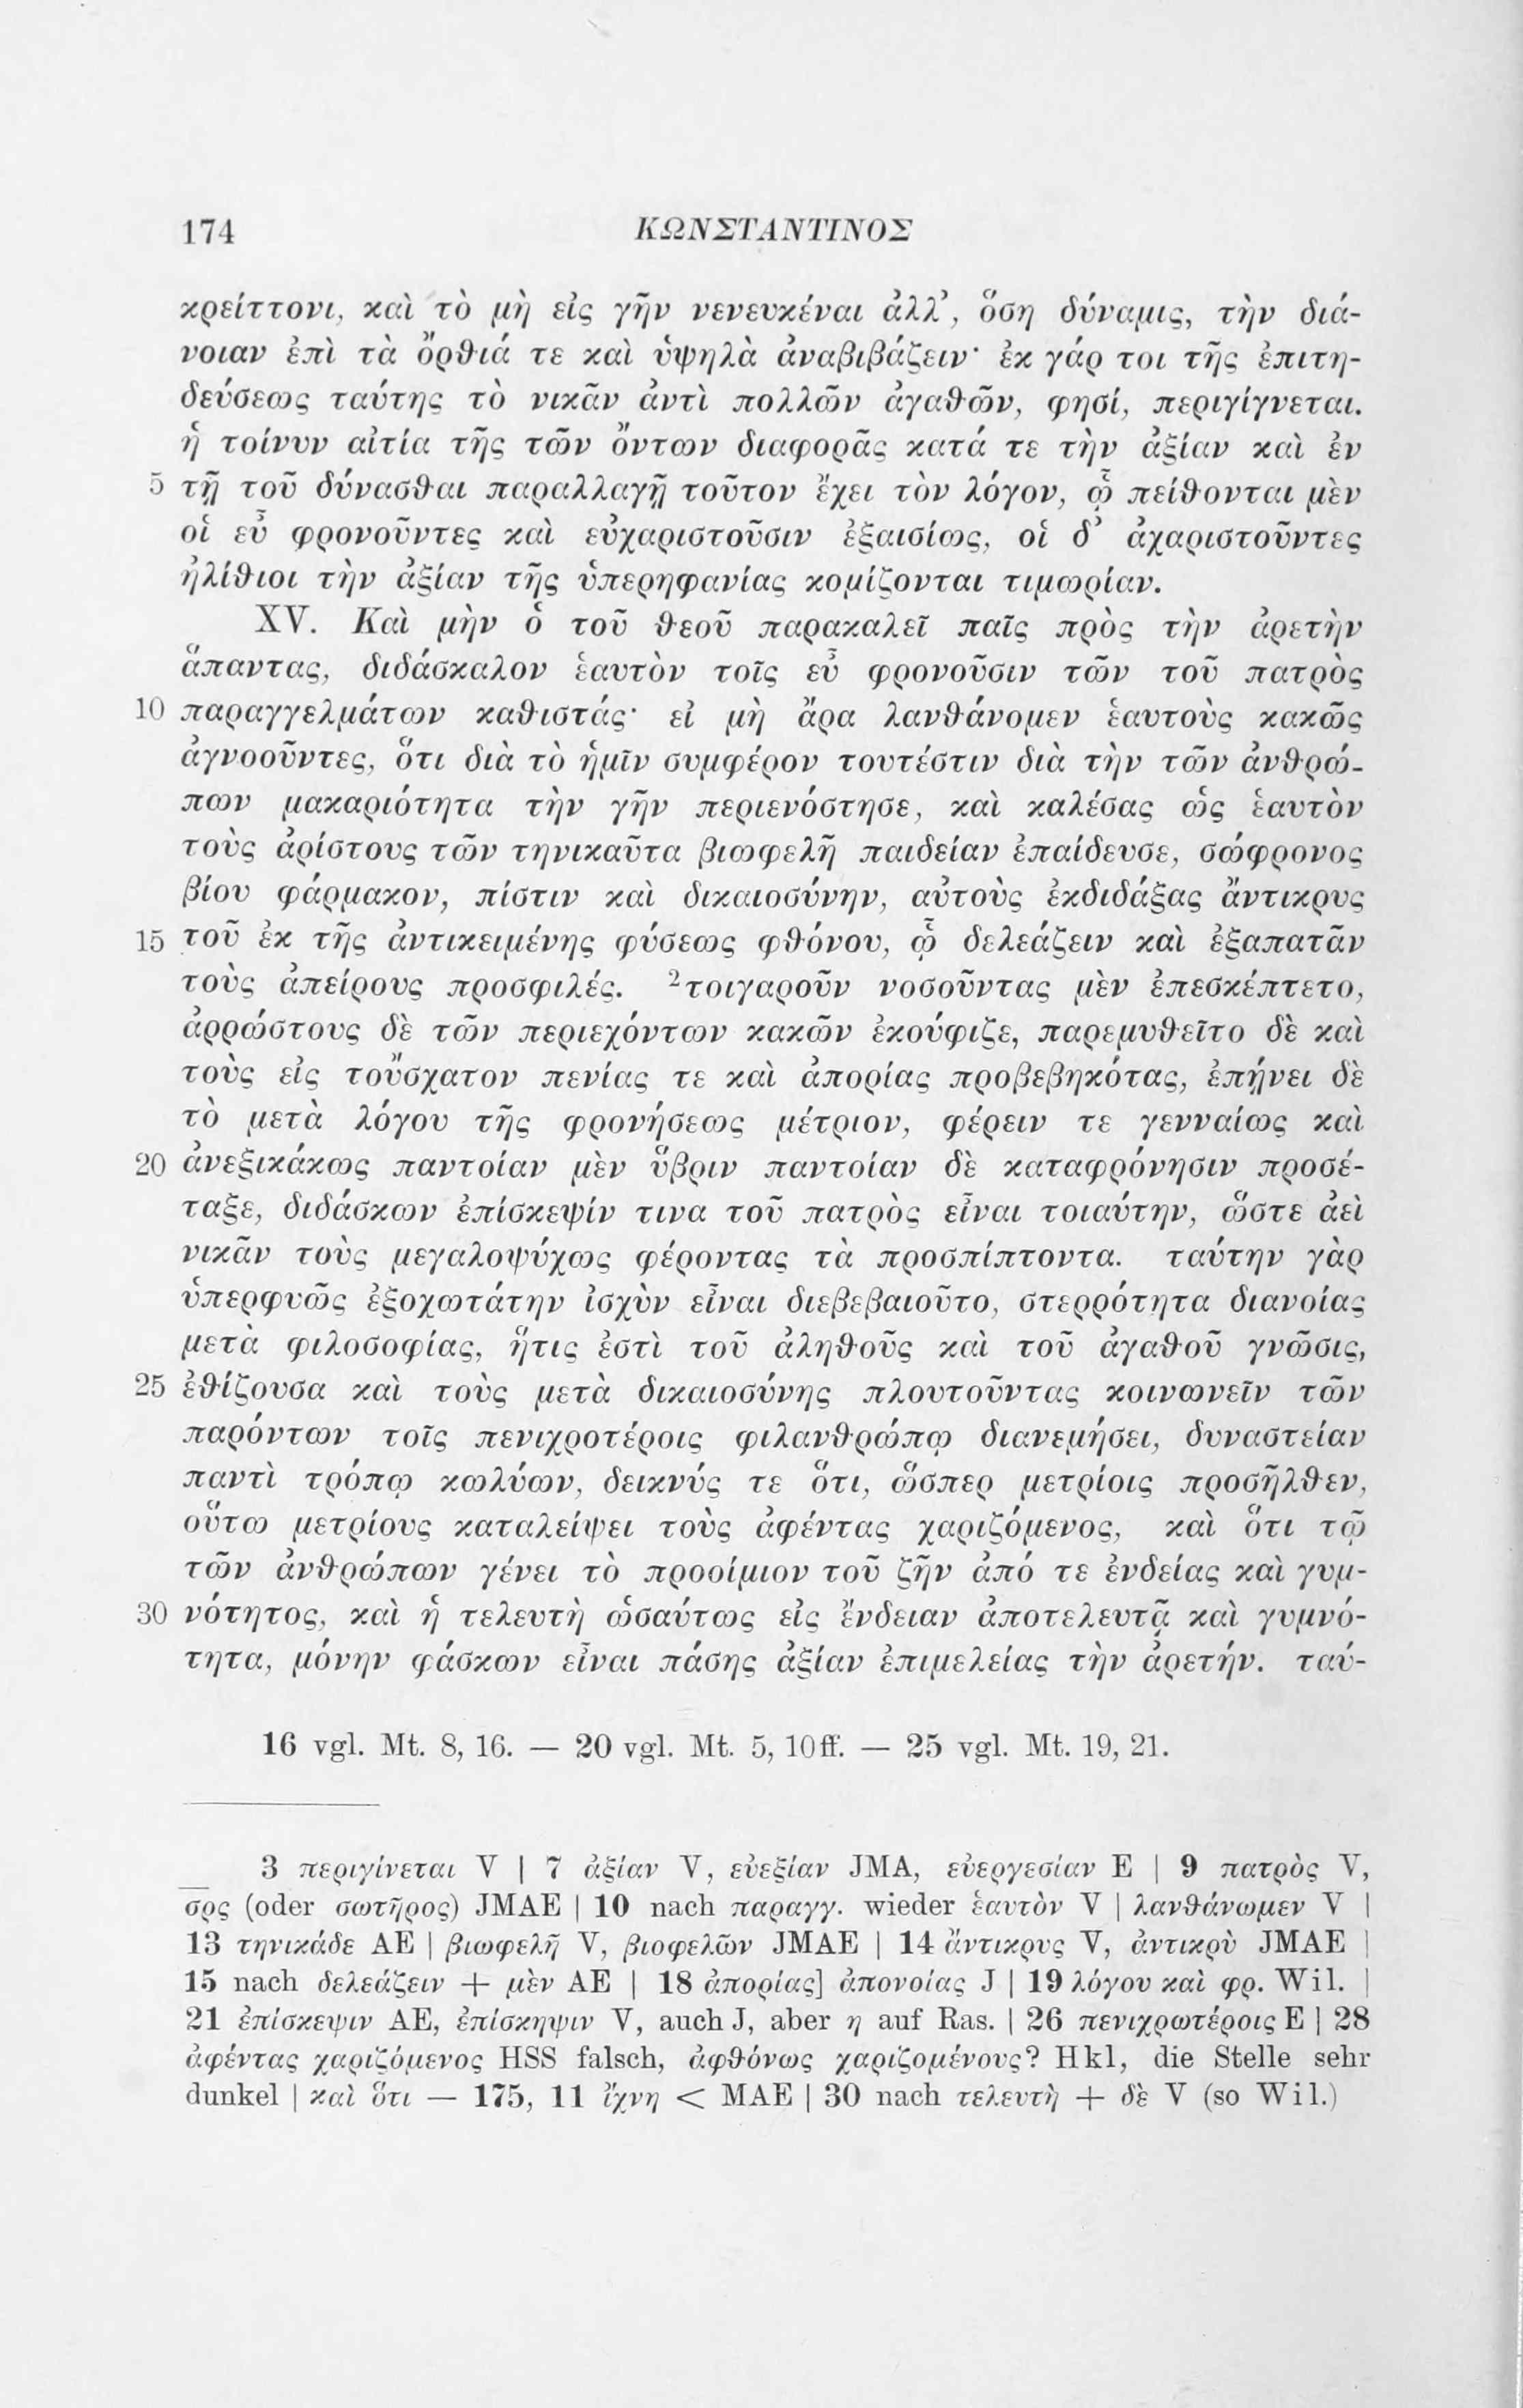 174 ΚΩΝΣΤΑΝΤΙΝΟΣ
κρείττονι, καὶ τὸ μὴ εἰς γῆν νενευκέναι ἀλλ’, ὅση δύναμις, τὴν διά-
νοιαν ἐπὶ τὰ ὄρθιά τε καὶ ὑψηλὰ ἀναβιβάζειν· ἐκ γάρ τοι τῆς ἐπιτη-
δεύσεως ταύτης τὸ νικᾶν ἀντὶ πολλῶν ἀγαθῶν, φησί, περιγίγνεται.
ἡ τοίνυν αἰτία τῆς τῶν ὄντων διαφορᾶς κατά τε τὴν ἀξίαν καὶ ἐν
5 τῇ τοῦ δύνασθαι παραλλαγῇ τοῦτον ἔχει τὸν λόγον, ᾧ πείθονται μὲν
οἱ εὖ φρονοῦντες καὶ εὐχαριστοῦσιν ἐξαισίως, οἱ δ’ ἀχαριστοῦντες
ἠλίθιοι τὴν ἀξίαν τῆς ὑπερηφανίας κομίζονται τιμωρίαν.
XV. Καὶ μὴν ὁ τοῦ θεοῦ παρακαλεῖ παῖς πρὸς τὴν ἀρετὴν
ἅπαντας, διδάσκαλον ἑαυτὸν τοῖς εὖ φρονοῦσιν τῶν τοῦ πατρὸς
10 παραγγελμάτων καθιστάς· εἰ μὴ ἄρα λανθάνομεν ἑαυτοὺς κακῶς
ἀγνοοῦντες, ὅτι διὰ τὸ ἡμῖν συμφέρον τουτέστιν διὰ τὴν τῶν ἀνθρώ-
πων μακαριότητα τὴν γῆν περιενόστησε, καὶ καλέσας ὡς ἑαυτὸν
τοὺς ἀρίστους τῶν τηνικαῦτα βιωφελῆ παιδείαν ἐπαίδευσε, σώφρονος
βίου φάρμακον, πίστιν καὶ δικαιοσύνην, αὐτοὺς ἐκδιδάξας ἄντικρυς
15 τοῦ ἐκ τῆς ἀντικειμένης φύσεως φθόνου, ᾧ δελεάζειν καὶ ἐξαπατᾶν
τοὺς ἀπείρους προσφιλές. ²τοιγαροῦν νοσοῦντας μὲν ἐπεσκέπτετο,
ἀρρώστους δὲ τῶν περιεχόντων κακῶν ἐκούφιζε, παρεμυθεῖτο δὲ καὶ
τοὺς εἰς τοὔσχατον πενίας τε καὶ ἀπορίας προβεβηκότας, ἐπῄνει δὲ
τὸ μετὰ λόγου τῆς φρονήσεως μέτριον, φέρειν τε γενναίως καὶ
20 ἀνεξικάκως παντοίαν μὲν ὕβριν παντοίαν δὲ καταφρόνησιν προσέ-
ταξε, διδάσκων ἐπίσκεψίν τινα τοῦ πατρὸς εἶναι τοιαύτην, ὥστε ἀεὶ
νικᾶν τοὺς μεγαλοψύχως φέροντας τὰ προσπίπτοντα. ταύτην γὰρ
ὑπερφυῶς ἐξοχωτάτην ἰσχὺν εἶναι διεβεβαιοῦτο, στερρότητα διανοίας
μετὰ φιλοσοφίας, ἥτις ἐστὶ τοῦ ἀληθοῦς καὶ τοῦ ἀγαθοῦ γνῶσις,
25 ἐθίζουσα καὶ τοὺς μετὰ δικαιοσύνης πλουτοῦντας κοινωνεῖν τῶν
παρόντων τοῖς πενιχροτέροις φιλανθρώπῳ διανεμήσει, δυναστείαν
παντὶ τρόπῳ κωλύων, δεικνύς τε ὅτι, ὥσπερ μετρίοις προσῆλθεν,
οὕτω μετρίους καταλείψει τοὺς ἀφέντας χαριζόμενος, καὶ ὅτι τῷ
τῶν ἀνθρώπων γένει τὸ προοίμιον τοῦ ζῆν ἀπό τε ἐνδείας καὶ γυμ-
30 νότητος, καὶ ἡ τελευτὴ ὡσαύτως εἰς ἔνδειαν ἀποτελευτᾷ καὶ γυμνό-
τητα, μόνην φάσκων εἶναι πάσης ἀξίαν ἐπιμελείας τὴν ἀρετήν. ταύ-
16 vgl. Mt. 8, 16. — 20 vgl. Mt. 5, 10ff. — 25 vgl. Mt. 19, 21.
3 περιγίνεται V | 7 ἀξίαν V, εὐεξίαν JMA, εὐεργεσίαν E | 9 πατρὸς V,
σρς (oder σωτῆρος) JMAE | 10 nach παραγγ. wieder ἑαυτὸν V | λανθάνωμεν V |
13 τηνικάδε AE | βιωφελῆ V, βιοφελῶν JMAE | 14 ἄντικρυς V, ἀντικρὺ JMAE |
15 nach δελεάζειν + μὲν AE | 18 ἀπορίας] ἀπονοίας J | 19 λόγου καὶ φρ. Wil. |
21 ἐπίσκεψιν AE, ἐπίσκηψιν V, auch J, aber η auf Ras. | 26 πενιχρωτέροις E | 28
ἀφέντας χαριζόμενος HSS falsch, ἀφθόνως χαριζομένους? Hkl, die Stelle sehr
dunkel | καὶ ὅτι — 175, 11 ἴχνη < MAE | 30 nach τελευτὴ + δὲ V (so Wil.)